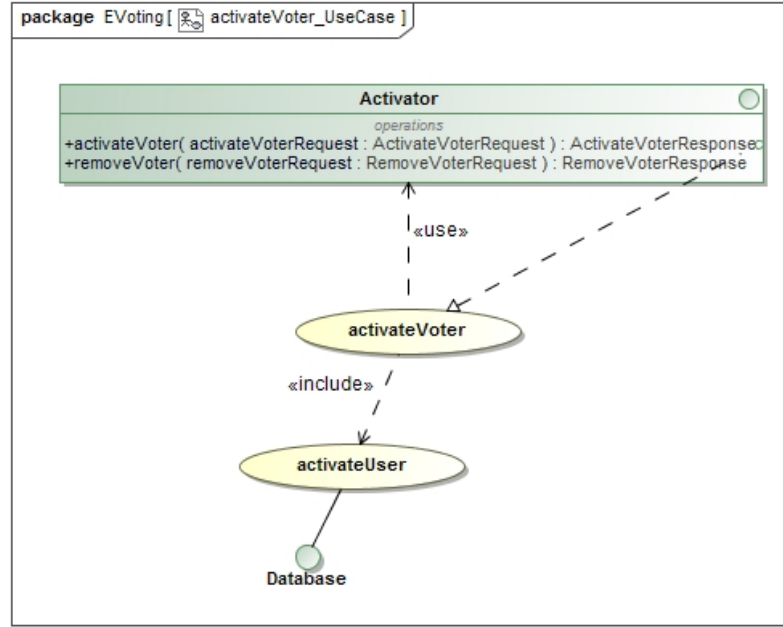 package EVoting [ activateVoter_UseCase ]
Activator
operations
+activateVoter( activateVoterRequest : ActivateVoterRequest ) : ActivateVoterResponse
+removeVoter( removeVoterRequest : RemoveVoterRequest ) : RemoveVoterResponse
«use»
activateVoter
«include»
activateUser
Database